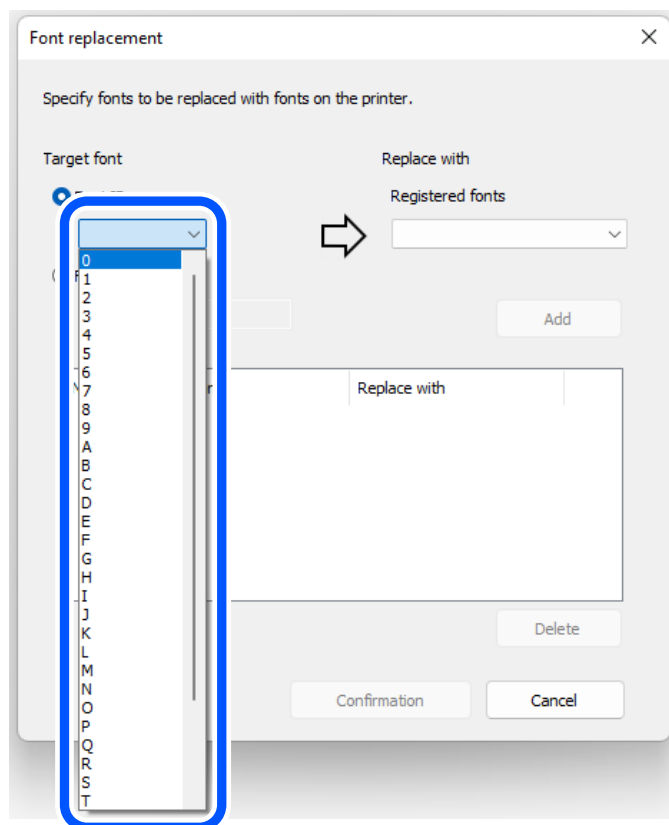 Font replacement
Specify fonts to be replaced with fonts on the printer.
Target font
Replace with
Registered fonts
0
1
2
3
4
5
6
7
8
9
A
B
C
D
E
F
G
H
I
J
K
L
M
N
O
P
Q
R
S
T
Add
Replace with
Delete
Confirmation
Cancel